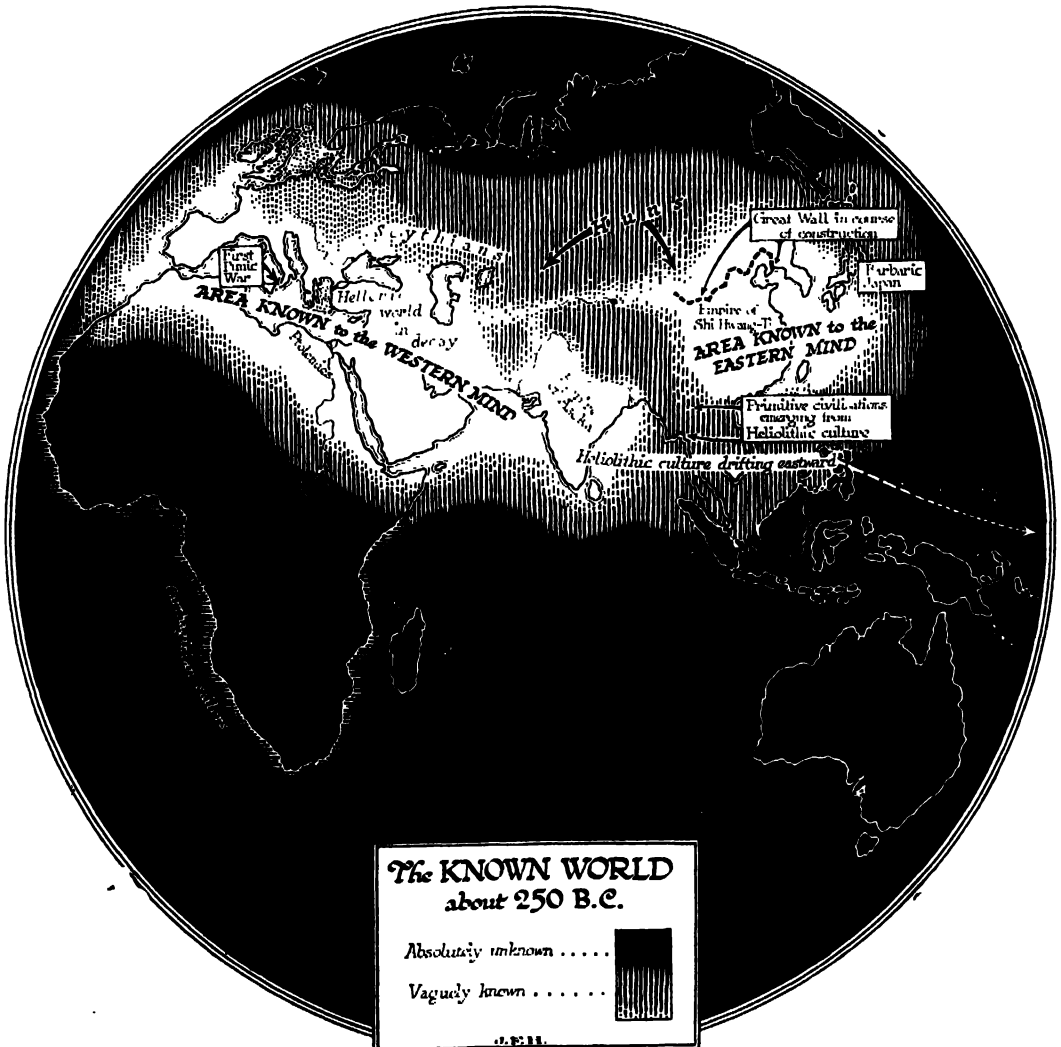 Huns
Scythians
Great Wall in course
of construction
First
Punic
War
Barbaric
Japan
Hellenic
world
in
decay
Empire of
Shi Hwang-Ti
AREA KNOWN to the WESTERN MIND
AREA KNOWN to the
EASTERN MIND
Ptolemies
Primitive civilizations
emerging from
Heliolithic culture
Heliolithic culture drifting eastward
The KNOWN WORLD
about 250 B.C.
Absolutely unknown .....
Vaguely known ......
J.F.H.